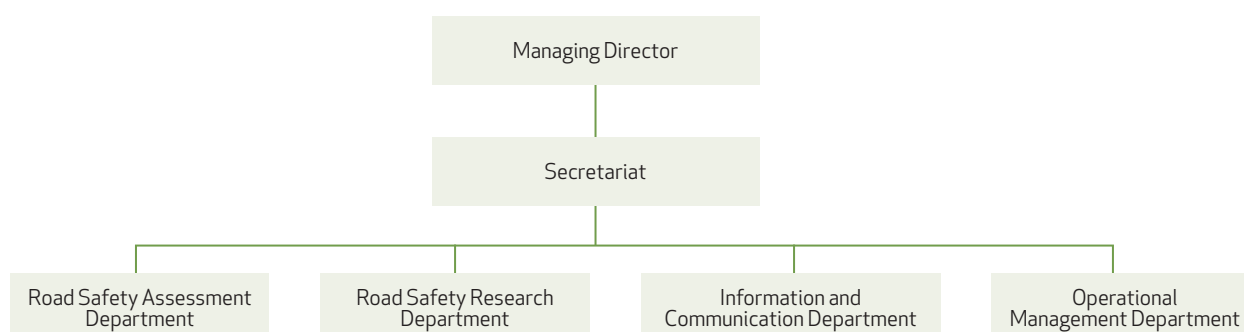 Managing Director
Secretariat
Road Safety Assessment
Department
Road Safety Research
Department
Information and
Communication Department
Operational
Management Department